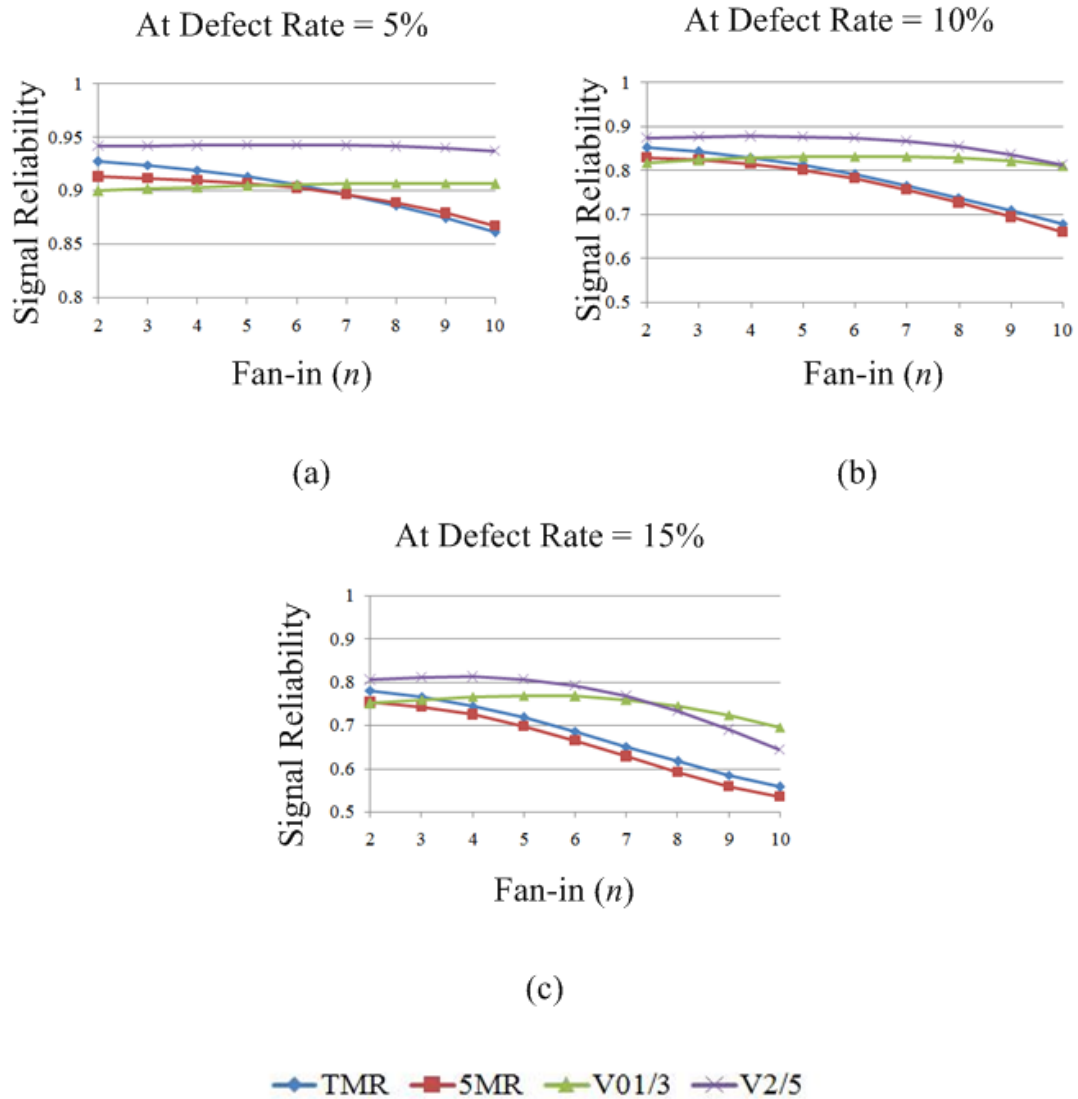 At Defect Rate = 5%
Signal Reliability
1
0.95
0.9
0.85
0.8
2 3 4 5 6 7 8 9 10
Fan-in (n)
(a)
At Defect Rate = 10%
Signal Reliability
1
0.9
0.8
0.7
0.6
0.5
2 3 4 5 6 7 8 9 10
Fan-in (n)
(b)
At Defect Rate = 15%
Signal Reliability
1
0.9
0.8
0.7
0.6
0.5
2 3 4 5 6 7 8 9 10
Fan-in (n)
(c)
TMR 5MR V01/3 V2/5